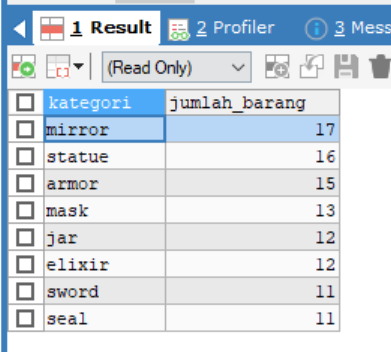 1 Result 2 Profiler 3 Mess
(Read Only)
kategori jumlah_barang
mirror 17
statue 16
armor 15
mask 13
jar 12
elixir 12
sword 11
seal 11